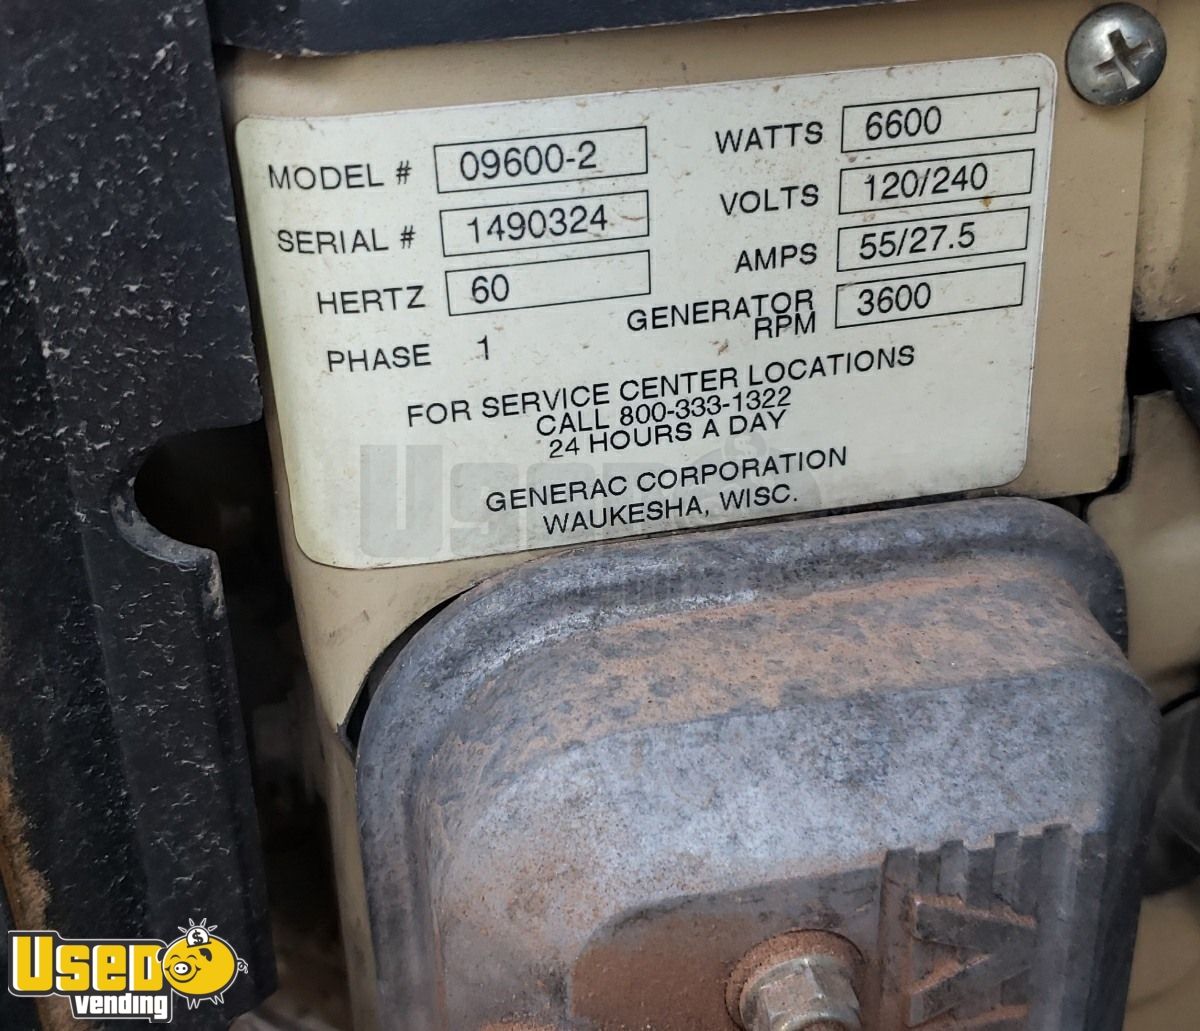 MODEL # 09600-2
SERIAL # 1490324
HERTZ 60
PHASE 1
WATTS 6600
VOLTS 120/240
AMPS 55/27.5
GENERATOR
RPM 3600
FOR SERVICE CENTER LOCATIONS
CALL 800-333-1322
24 HOURS A DAY
GENERAC CORPORATION
WAUKESHA, WISC.
USED
vending